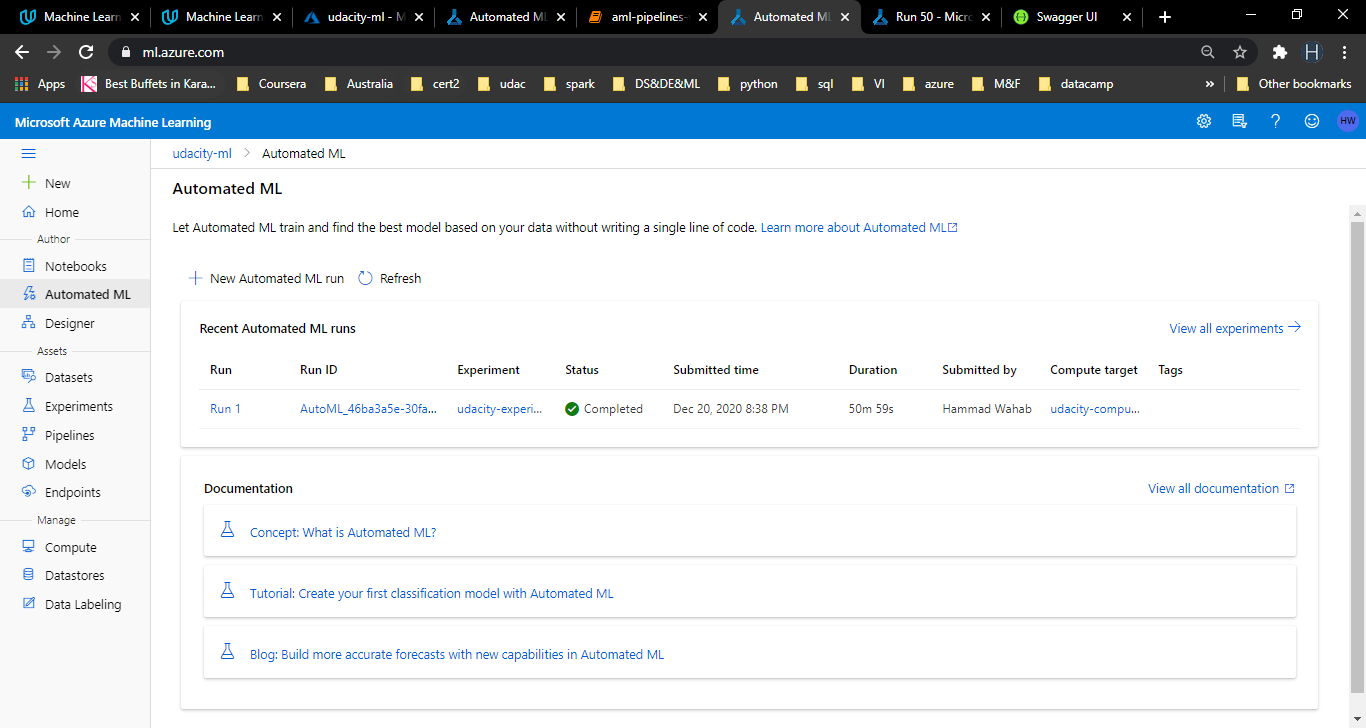 Machine Learn Machine Learn udacity-ml - M Automated ML aml-pipelines- Automated ML Run 50 - Micro Swagger UI
ml.azure.com
Apps Best Buffets in Kara... Coursera Australia cert2 udac spark DS&DE&ML python sql VI azure M&F datacamp » Other bookmarks
Microsoft Azure Machine Learning HW
udacity-ml > Automated ML
New
Home
Author
Notebooks
Automated ML
Designer
Assets
Datasets
Experiments
Pipelines
Models
Endpoints
Manage
Compute
Datastores
Data Labeling
Automated ML
Let Automated ML train and find the best model based on your data without writing a single line of code. Learn more about Automated ML
New Automated ML run Refresh
Recent Automated ML runs View all experiments
Run Run ID Experiment Status Submitted time Duration Submitted by Compute target Tags
Run 1 AutoML_46ba3a5e-30fa... udacity-experi... Completed Dec 20, 2020 8:38 PM 50m 59s Hammad Wahab udacity-compu...
Documentation View all documentation
Concept: What is Automated ML?
Tutorial: Create your first classification model with Automated ML
Blog: Build more accurate forecasts with new capabilities in Automated ML